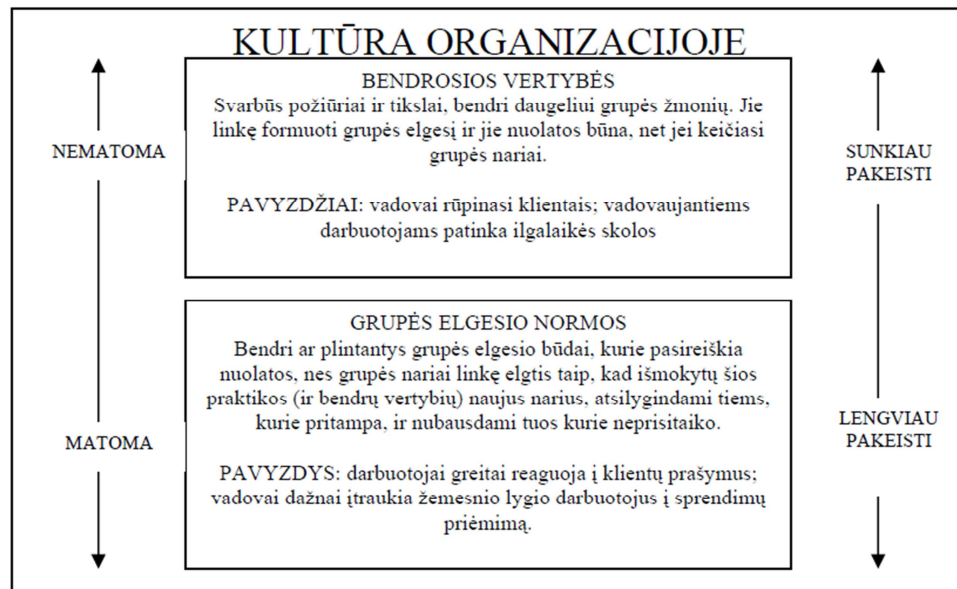 KULTŪRA ORGANIZACIJOJE
BENDROSIOS VERTYBĖS
Svarbūs požiūriai ir tikslai, bendri daugeliui grupės žmonių. Jie
linkę formuoti grupės elgesį ir jie nuolatos būna, net jei keičiasi
grupės nariai.
PAVYZDŽIAI: vadovai rūpinasi klientais; vadovaujantiems
darbuotojams patinka ilgalaikės skolos
NEMATOMA
SUNKIAU
PAKEISTI
GRUPĖS ELGESIO NORMOS
Bendri ar plintantys grupės elgesio būdai, kurie pasireiškia
nuolatos, nes grupės nariai linkę elgtis taip, kad išmokytų šios
praktikos (ir bendrų vertybių) naujus narius, atsilygindami tiems,
kurie pritampa, ir nubausdami tuos kurie neprisitaiko.
PAVYZDYS: darbuotojai greitai reaguoja į klientų prašymus;
vadovai dažnai įtraukia žemesnio lygio darbuotojus į sprendimų
priėmimą.
MATOMA
LENGVIAU
PAKEISTI